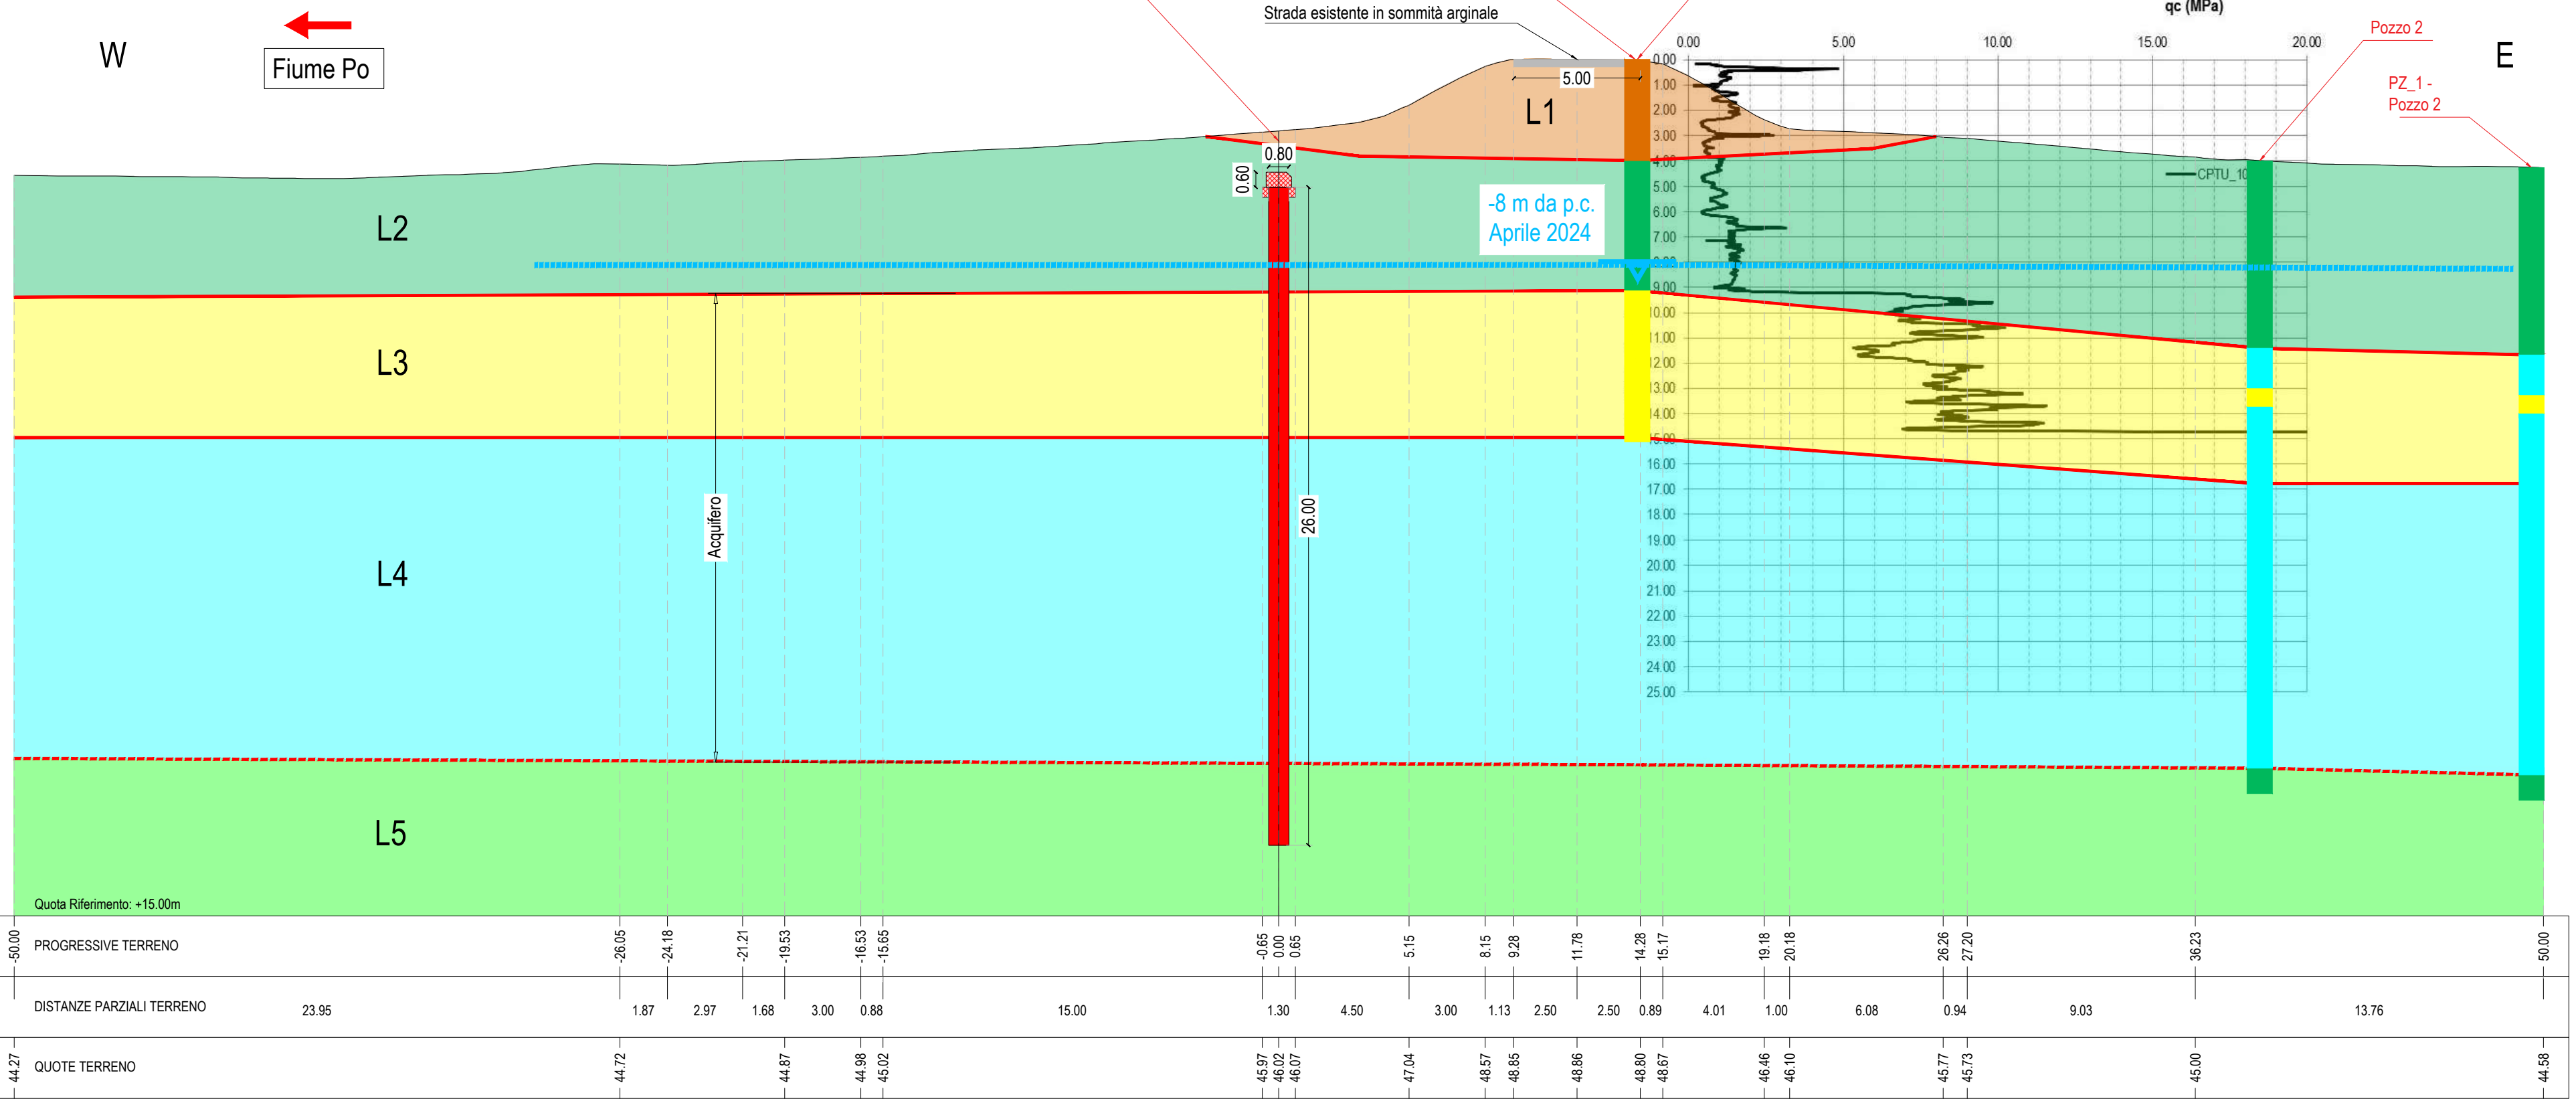 W
Fiume Po
Strada esistente in sommità arginale
5.00
L1
qc (MPa)
0.00 5.00 10.00 15.00 20.00
Pozzo 2
E
PZ_1 -
Pozzo 2
0.00
1.00
2.00
3.00
4.00
5.00
6.00
7.00
8.00
9.00
10.00
11.00
12.00
13.00
14.00
15.00
16.00
17.00
18.00
19.00
20.00
21.00
22.00
23.00
24.00
25.00
CPTU_10
0.80
0.60
-8 m da p.c.
Aprile 2024
L2
L3
L4
Acquifero
26.00
L5
Quota Riferimento: +15.00m
PROGRESSIVE TERRENO
-50.00 -26.05 -24.18 -21.21 -19.53 -16.53 -15.65 -0.65 0.00 0.65 5.15 8.15 9.28 11.78 14.28 15.17 19.18 20.18 26.26 27.20 36.23 50.00
DISTANZE PARZIALI TERRENO
23.95 1.87 2.97 1.68 3.00 0.88 15.00 1.30 4.50 3.00 1.13 2.50 2.50 0.89 4.01 1.00 6.08 0.94 9.03 13.76
QUOTE TERRENO
44.27 44.72 44.87 44.98 45.02 45.97 46.02 46.07 47.04 48.57 48.85 48.86 48.80 48.67 46.46 46.10 45.77 45.73 45.00 44.58